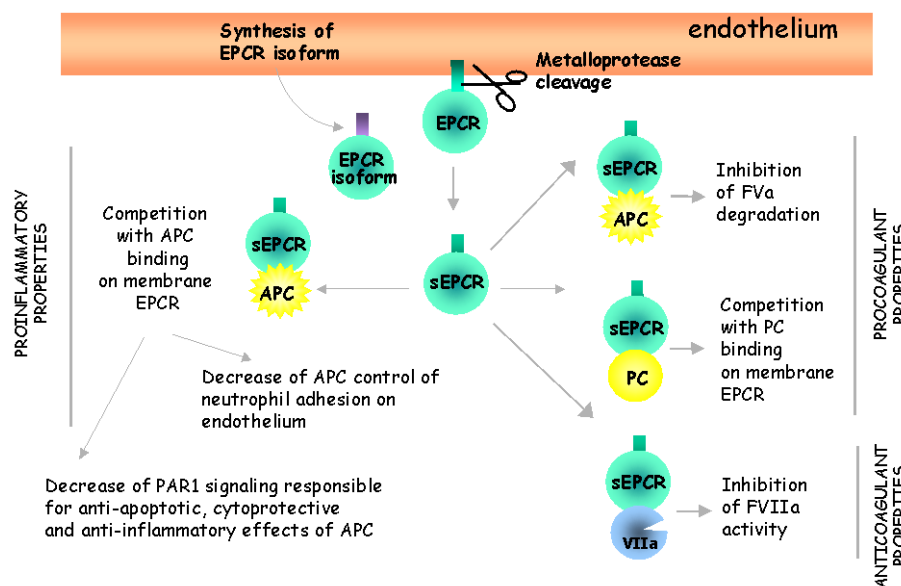 endothelium
Synthesis of
EPCR isoform
Metalloprotease
cleavage
EPCR
EPCR
isoform
PROINFLAMMATORY
PROPERTIES
Competition
with APC
binding
on membrane
EPCR
sEPCR
APC
sEPCR
sEPCR
APC
Inhibition
of FVa
degradation
PROCOAGULANT
PROPERTIES
sEPCR
PC
Competition
with PC
binding
on membrane
EPCR
Decrease of APC control of
neutrophil adhesion on
endothelium
Decrease of PAR1 signaling responsible
for anti-apoptotic, cytoprotective
and anti-inflammatory effects of APC
sEPCR
VIIa
Inhibition
of FVIIa
activity
ANTICOAGULANT
PROPERTIES